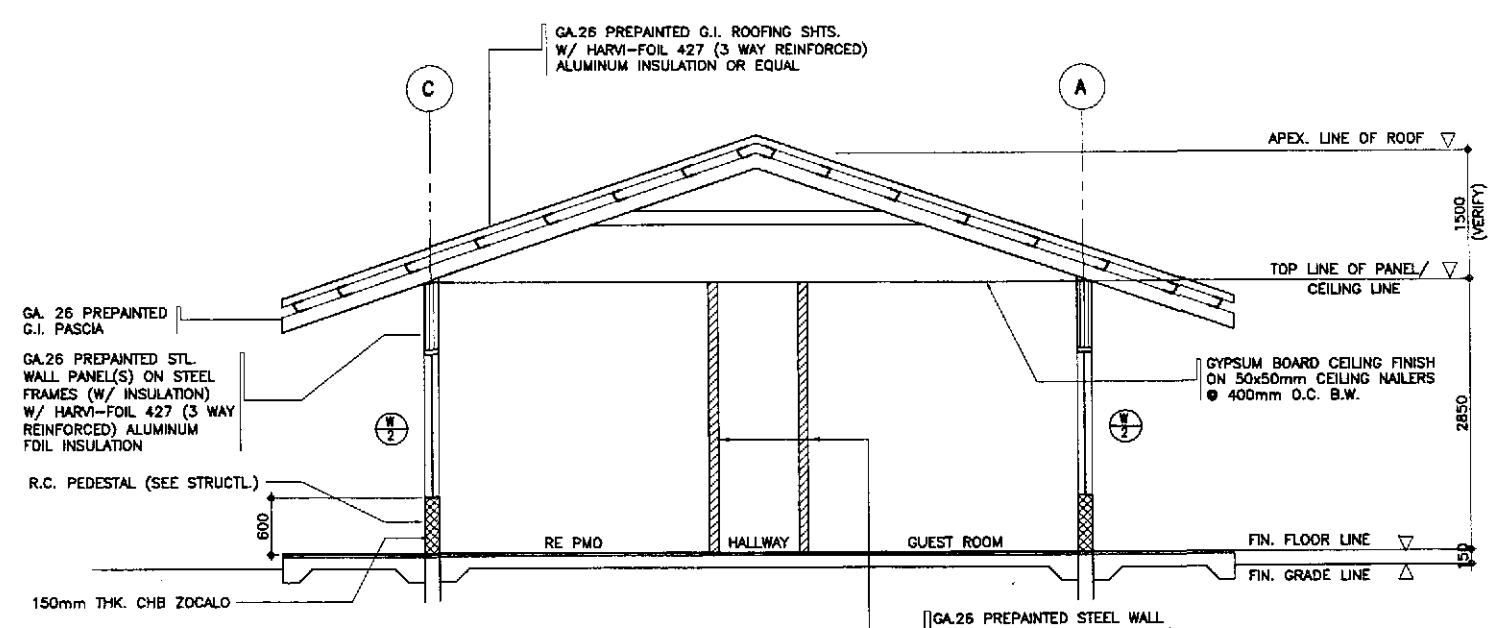 GA.26 PREPAINTED G.I. ROOFING SHTS.
W/ HARVI-FOIL 427 (3 WAY REINFORCED)
ALUMINUM INSULATION OR EQUAL
C
A
APEX. LINE OF ROOF
1500
(VERIFY)
TOP LINE OF PANEL/
CEILING LINE
GA. 26 PREPAINTED
G.I. PASCIA
GA.26 PREPAINTED STL.
WALL PANEL(S) ON STEEL
FRAMES (W/ INSULATION)
W/ HARVI-FOIL 427 (3 WAY
REINFORCED) ALUMINUM
FOIL INSULATION
GYPSUM BOARD CEILING FINISH
ON 50x50mm CEILING NAILERS
@ 400mm O.C. B.W.
W
2
W
2
2850
R.C. PEDESTAL (SEE STRUCTL.)
600
RE PMO
HALLWAY
GUEST ROOM
FIN. FLOOR LINE
150
FIN. GRADE LINE
150mm THK. CHB ZOCALO
GA.26 PREPAINTED STEEL WALL